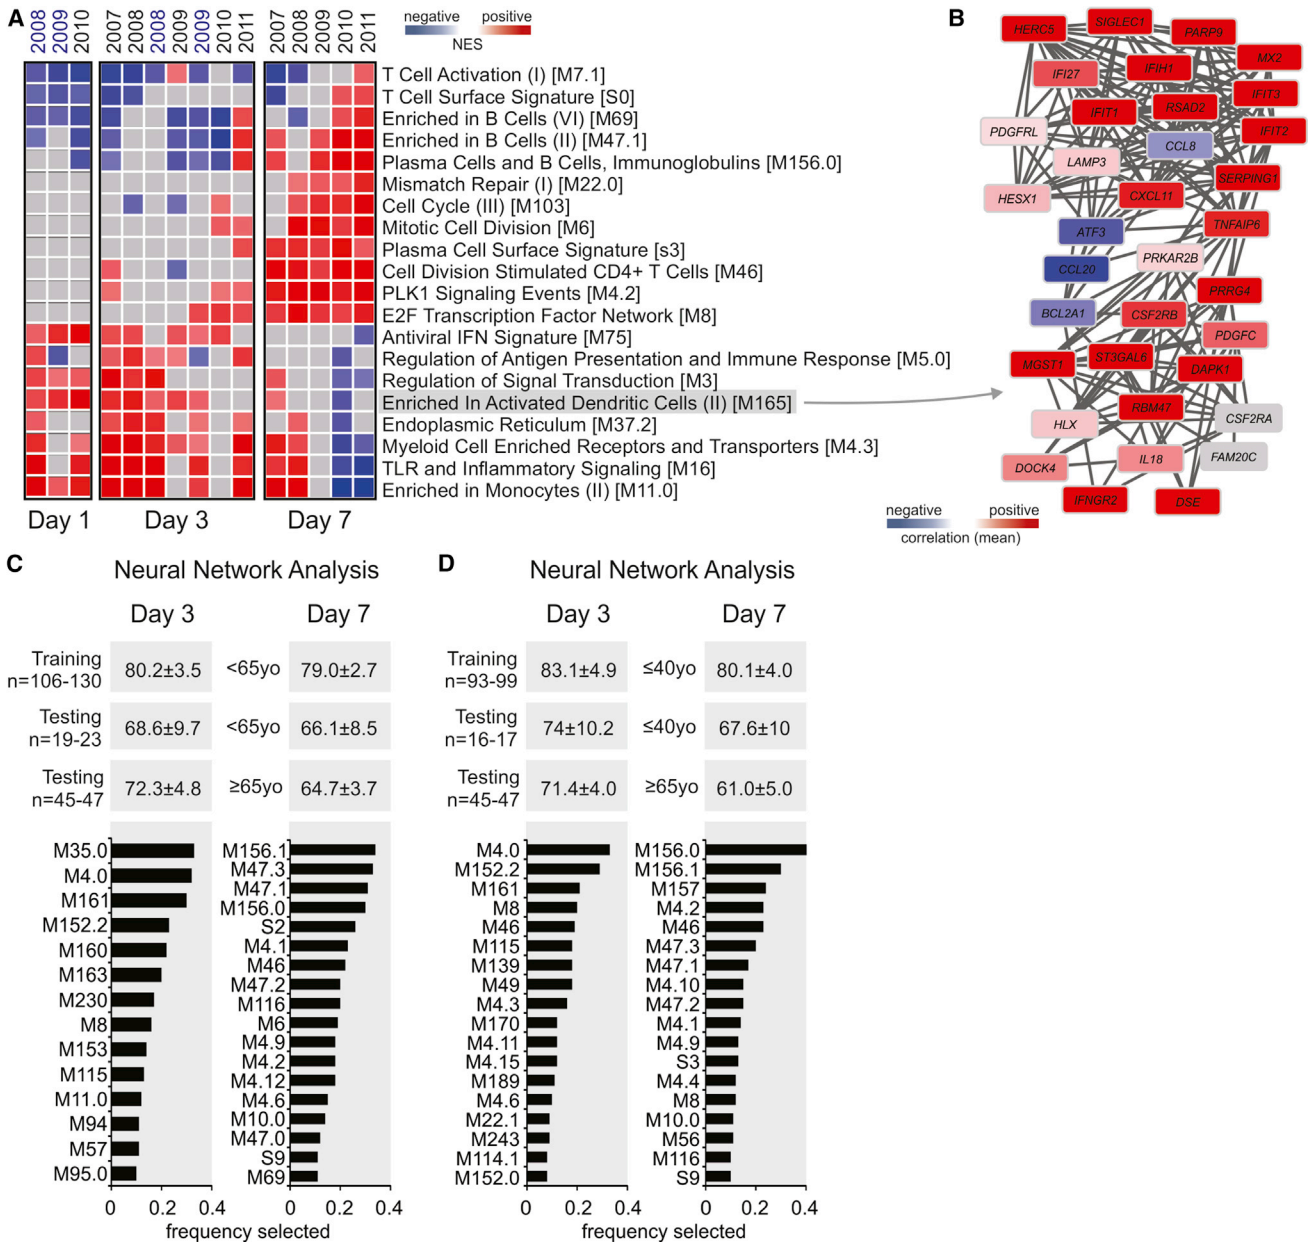 A
2008 2009 2010 2007 2008 2008 2009 2009 2010 2011 2007 2008 2009 2010 2011
negative positive
NES
T Cell Activation (I) [M7.1]
T Cell Surface Signature [S0]
Enriched in B Cells (VI) [M69]
Enriched in B Cells (II) [M47.1]
Plasma Cells and B Cells, Immunoglobulins [M156.0]
Mismatch Repair (I) [M22.0]
Cell Cycle (III) [M103]
Mitotic Cell Division [M6]
Plasma Cell Surface Signature [s3]
Cell Division Stimulated CD4+ T Cells [M46]
PLK1 Signaling Events [M4.2]
E2F Transcription Factor Network [M8]
Antiviral IFN Signature [M75]
Regulation of Antigen Presentation and Immune Response [M5.0]
Regulation of Signal Transduction [M3]
Enriched In Activated Dendritic Cells (II) [M165]
Endoplasmic Reticulum [M37.2]
Myeloid Cell Enriched Receptors and Transporters [M4.3]
TLR and Inflammatory Signaling [M16]
Enriched in Monocytes (II) [M11.0]
Day 1 Day 3 Day 7
B
HERC5 SIGLEC1 PARP9
MX2
IFI27 IFIH1
IFIT3
IFIT1 RSAD2
IFIT2
PDGFRL
CCL8
LAMP3
SERPING1
HESX1 CXCL11
TNFAIP6
ATF3
PRKAR2B
CCL20
PRRG4
BCL2A1 CSF2RB
PDGFC
MGST1 ST3GAL6 DAPK1
RBM47
HLX CSF2RA
DOCK4 IL18 FAM20C
IFNGR2 DSE
negative positive
correlation (mean)
C
Neural Network Analysis
Day 3 Day 7
Training
n=106-130
80.2±3.5 <65yo 79.0±2.7
Testing
n=19-23
68.6±9.7 <65yo 66.1±8.5
Testing
n=45-47
72.3±4.8 ≥65yo 64.7±3.7
M35.0
M4.0
M161
M152.2
M160
M163
M230
M8
M153
M115
M11.0
M94
M57
M95.0
0 0.2 0.4
M156.1
M47.3
M47.1
M156.0
S2
M4.1
M46
M47.2
M116
M6
M4.9
M4.2
M4.12
M4.6
M10.0
M47.0
S9
M69
0 0.2 0.4
frequency selected
D
Neural Network Analysis
Day 3 Day 7
Training
n=93-99
83.1±4.9 ≤40yo 80.1±4.0
Testing
n=16-17
74±10.2 ≤40yo 67.6±10
Testing
n=45-47
71.4±4.0 ≥65yo 61.0±5.0
M4.0
M152.2
M161
M8
M46
M115
M139
M49
M4.3
M170
M4.11
M4.15
M189
M4.6
M22.1
M243
M114.1
M152.0
0 0.2 0.4
M156.0
M156.1
M157
M4.2
M46
M47.3
M47.1
M4.10
M47.2
M4.1
M4.9
S3
M4.4
M8
M10.0
M56
M116
S9
0 0.2 0.4
frequency selected